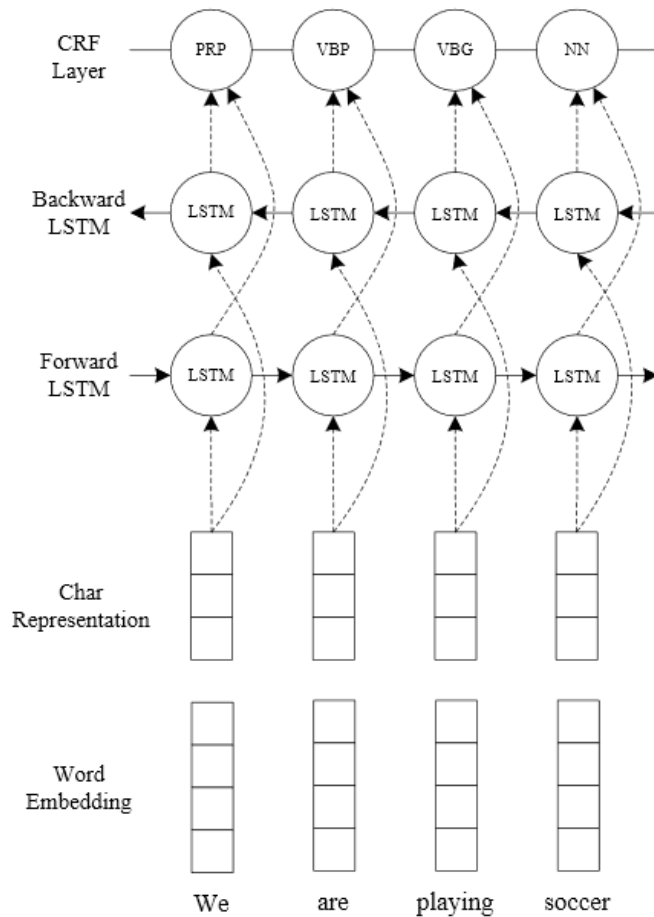 CRF
Layer
PRP VBP VBG NN
Backward
LSTM
LSTM LSTM LSTM LSTM
Forward
LSTM
LSTM LSTM LSTM LSTM
Char
Representation
Word
Embedding
We are playing soccer